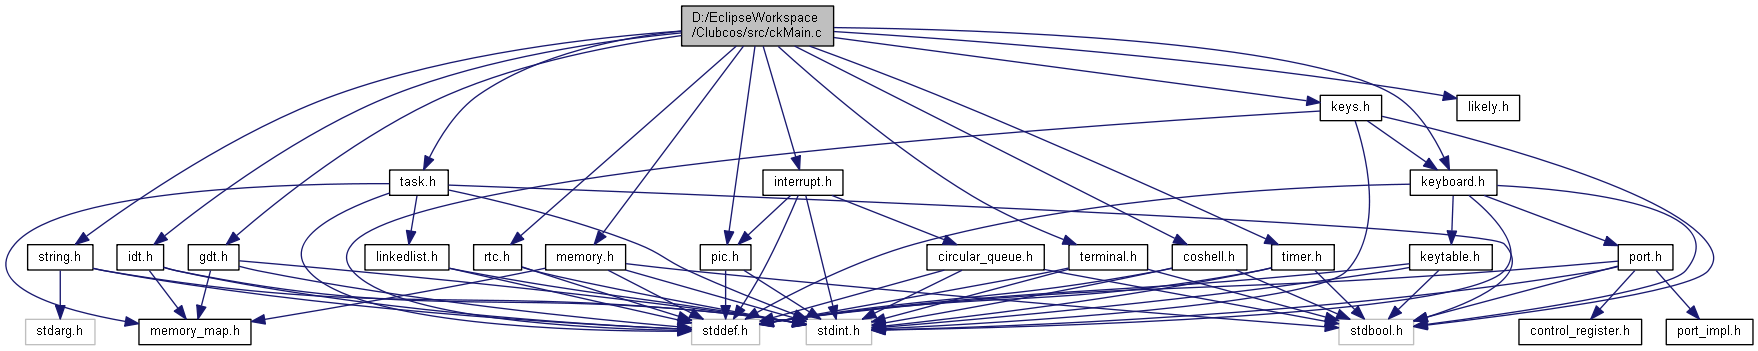 D:/EclipseWorkspace
/Clubcos/src/ckMain.c
keys.h
likely.h
task.h
interrupt.h
keyboard.h
string.h
idt.h
gdt.h
linkedlist.h
rtc.h
memory.h
pic.h
circular_queue.h
terminal.h
coshell.h
timer.h
keytable.h
port.h
stdarg.h
memory_map.h
stddef.h
stdint.h
stdbool.h
control_register.h
port_impl.h